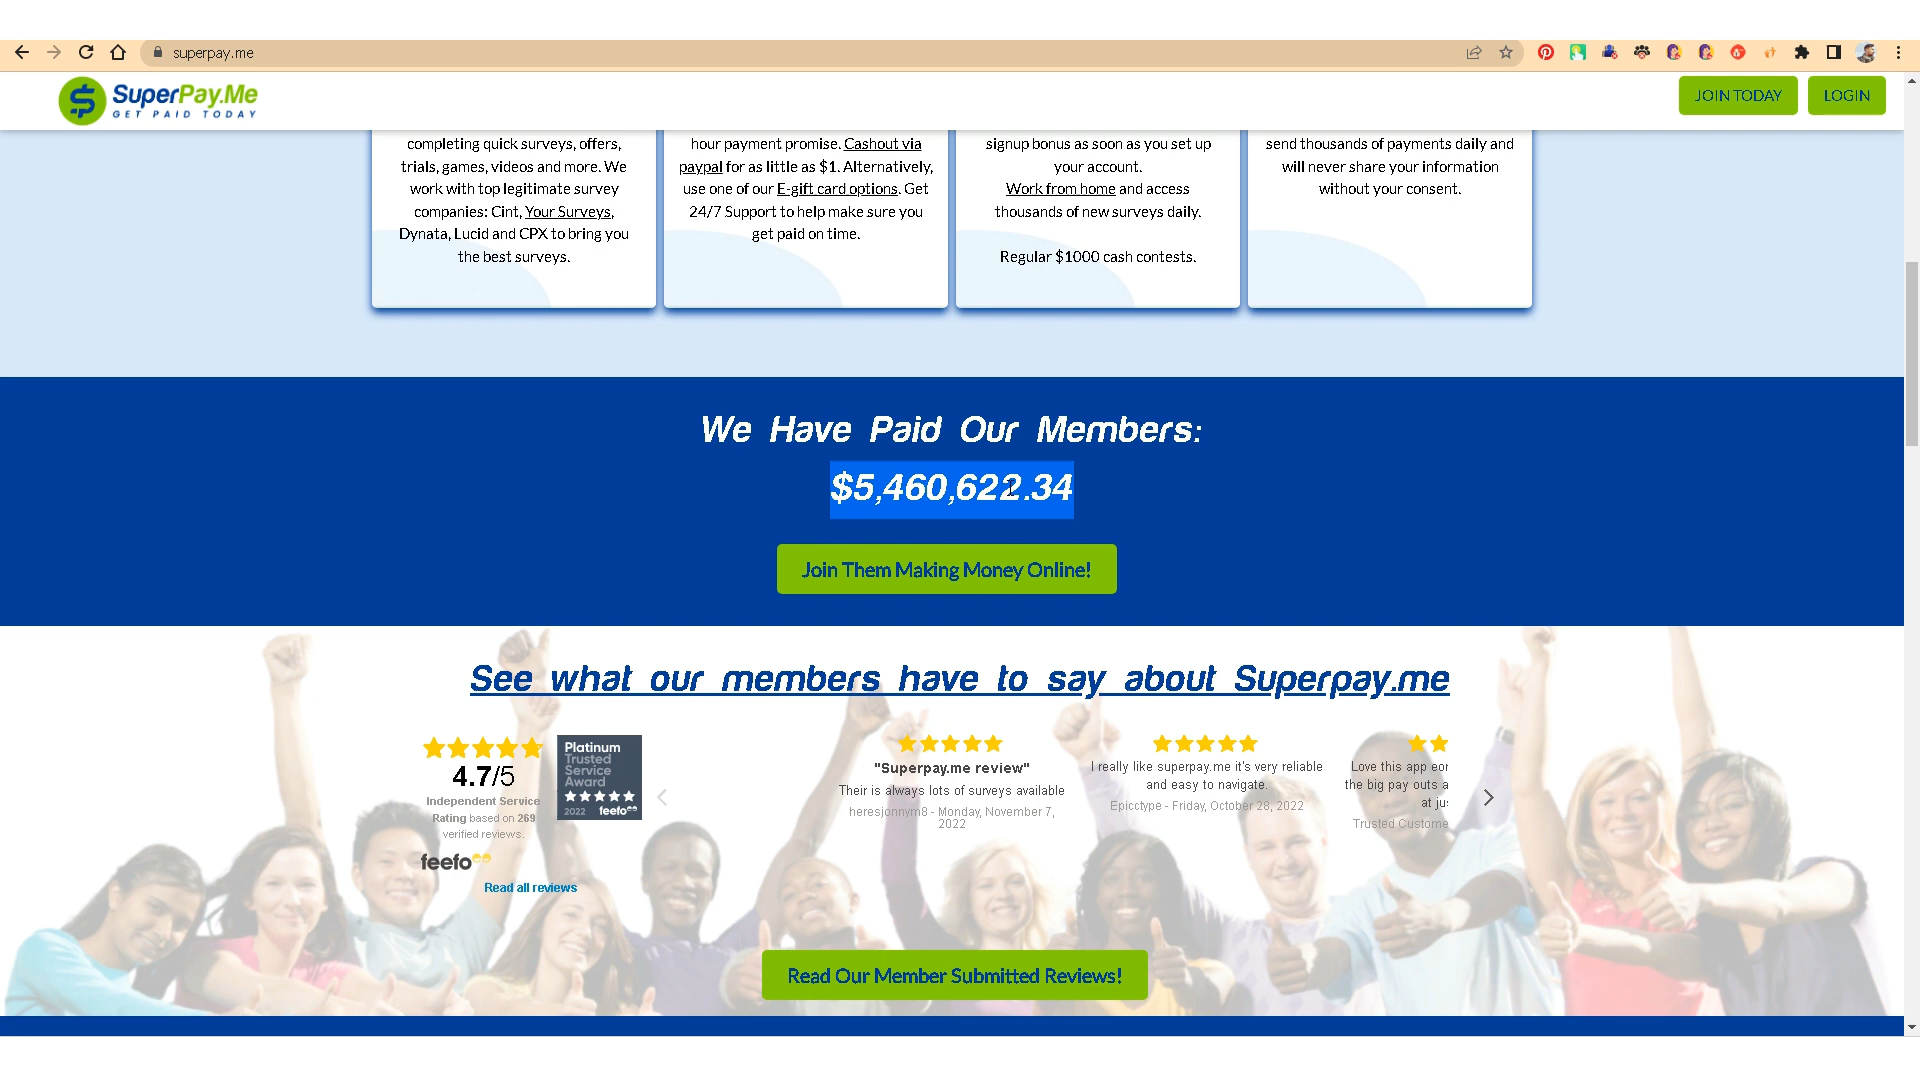 superpay.me
SuperPay.Me
GET PAID TODAY
JOIN TODAY
LOGIN
completing quick surveys, offers,
trials, games, videos and more. We
work with top legitimate survey
companies: Cint, Your Surveys,
Dynata, Lucid and CPX to bring you
the best surveys.
hour payment promise. Cashout via
paypal for as little as $1. Alternatively,
use one of our E-gift card options. Get
24/7 Support to help make sure you
get paid on time.
signup bonus as soon as you set up
your account.
Work from home and access
thousands of new surveys daily.
Regular $1000 cash contests.
send thousands of payments daily and
will never share your information
without your consent.
We Have Paid Our Members:
$5,460,622.34
Join Them Making Money Online!
See what our members have to say about Superpay.me
4.7/5
Independent Service
Rating based on 269
verified reviews.
feefo
Read all reviews
Platinum
Trusted
Service
Award
2022 feefo
"Superpay.me review"
Their is always lots of surveys available
heresjonnym8 - Monday, November 7,
2022
I really like superpay.me it's very reliable
and easy to navigate.
Epicctype - Friday, October 28, 2022
Love this app eor
the big pay outs a
at jus
Trusted Custome
Read Our Member Submitted Reviews!